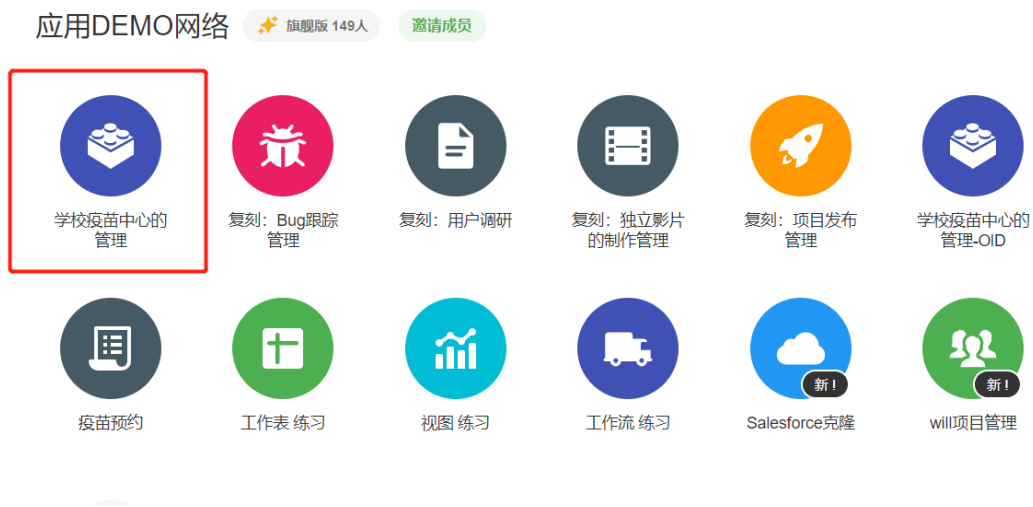 应用DEMO网络 旗舰版 149人 邀请成员
学校疫苗中心的
管理
复刻：Bug跟踪
管理
复刻：用户调研
复刻：独立影片
的制作管理
复刻：项目发布
管理
学校疫苗中心的
管理-OID
疫苗预约
工作表 练习
视图 练习
工作流 练习
新！
Salesforce克隆
新！
will项目管理